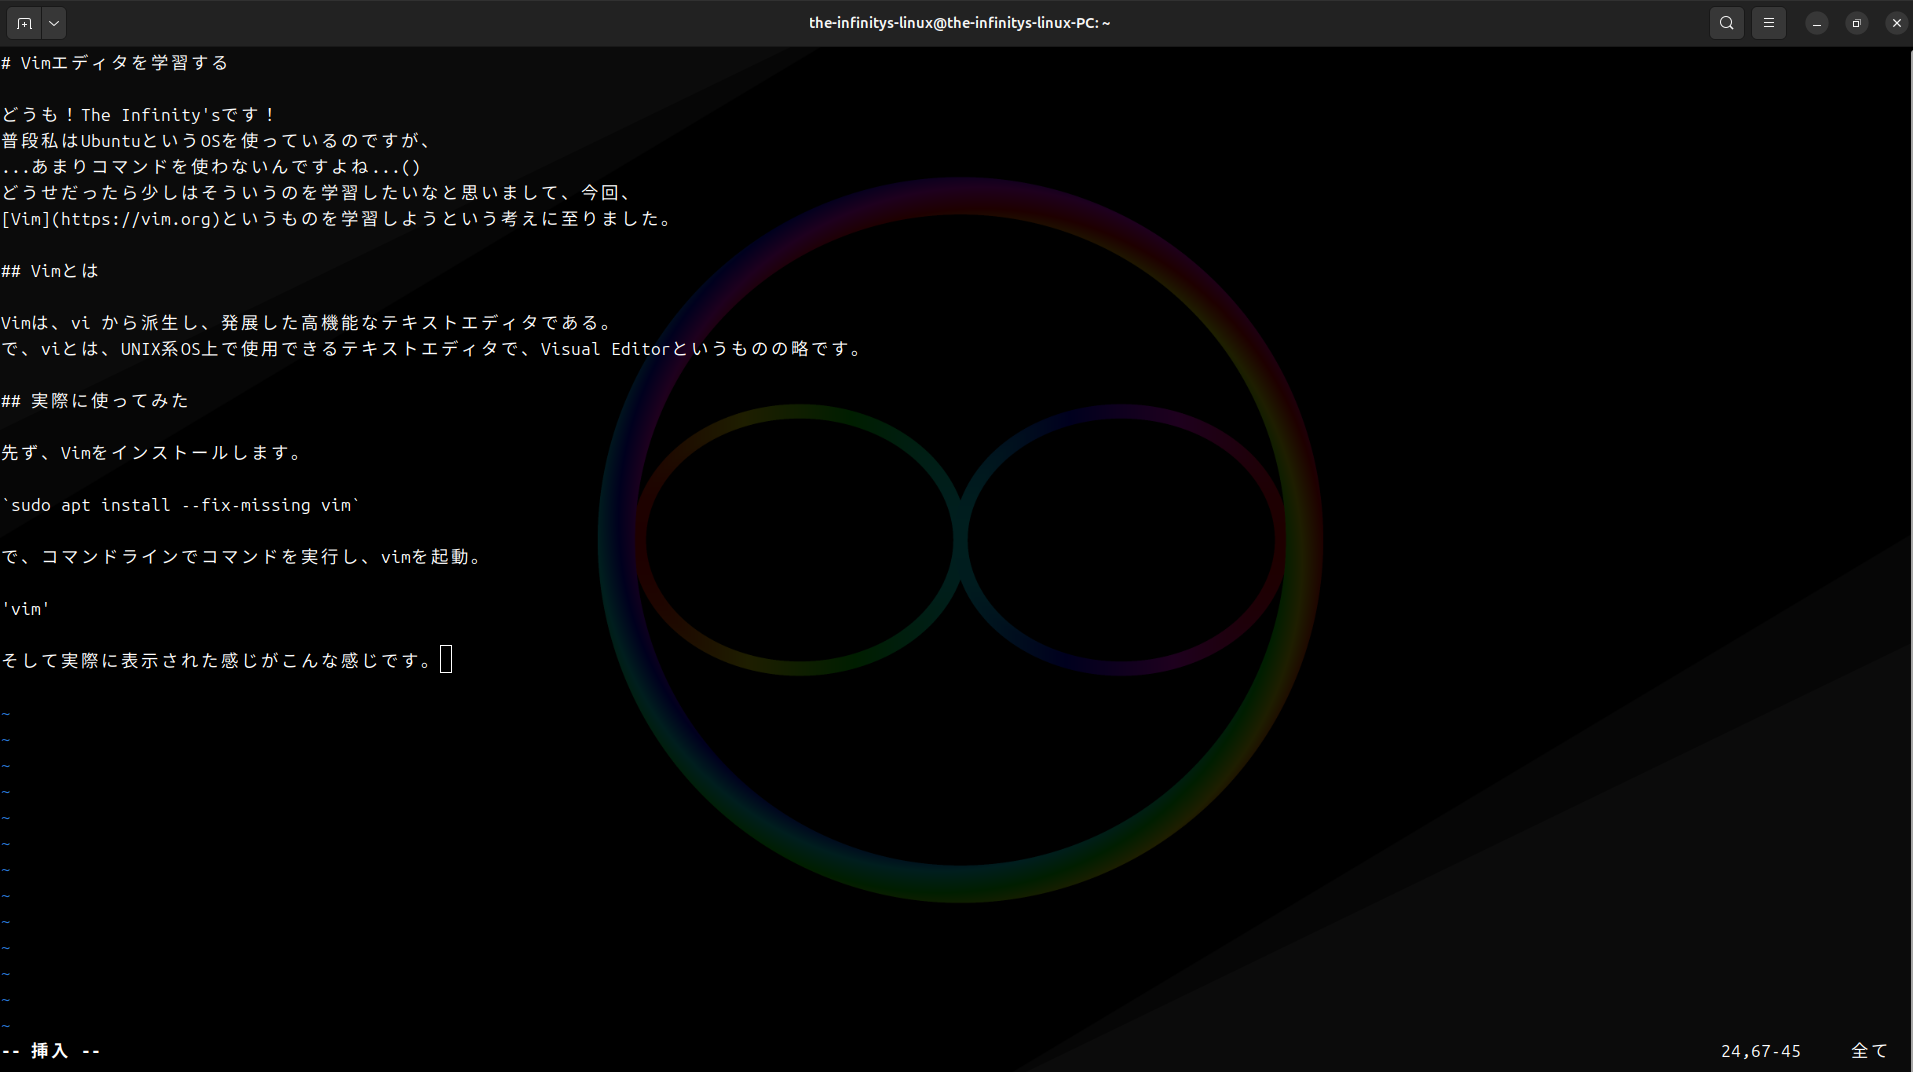 the-infinitys-linux@the-infinitys-linux-PC: ~
# Vimエディタを学習する
どうも！The Infinity'sです！
普段私はUbuntuというOSを使っているのですが、
...あまりコマンドを使わないんですよね...()
どうせだったら少しはそういうのを学習したいなと思いまして、今回、
[Vim](https://vim.org)というものを学習しようという考えに至りました。
## Vimとは
Vimは、vi から派生し、発展した高機能なテキストエディタである。
で、viとは、UNIX系OS上で使用できるテキストエディタで、Visual Editorというものの略です。
## 実際に使ってみた
先ず、Vimをインストールします。
`sudo apt install --fix-missing vim`
で、コマンドラインでコマンドを実行し、vimを起動。
'vim'
そして実際に表示された感じがこんな感じです。
~
~
~
~
~
~
~
~
~
~
~
~
~
-- 挿入 -- 24,67-45 全て